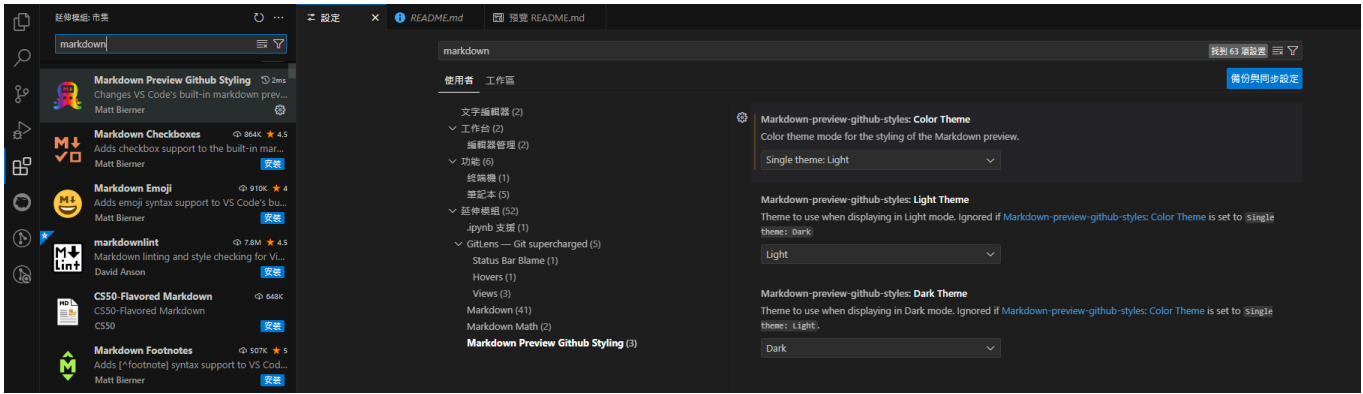 延伸模組: 市集
markdown
Markdown Preview Github Styling 2ms
Changes VS Code's built-in markdown prev...
Matt Bierner
Markdown Checkboxes 864K ★ 4.5
Adds checkbox support to the built-in mar...
Matt Bierner 安裝
Markdown Emoji 910K ★ 4
Adds emoji syntax support to VS Code's bu...
Matt Bierner 安裝
markdownlint 7.8M ★ 4.5
Markdown linting and style checking for Vi...
David Anson 安裝
CS50-Flavored Markdown 648K
CS50-Flavored Markdown
CS50 安裝
Markdown Footnotes 507K ★ 5
Adds [^footnote] syntax support to VS Cod...
Matt Bierner 安裝
設定
README.md
預覽 README.md
markdown
找到 63 項設置
使用者 工作區
備份與同步設定
文字編輯器 (2)
工作台 (2)
編輯器管理 (2)
功能 (6)
終端機 (1)
筆記本 (5)
延伸模組 (52)
.ipynb 支援 (1)
GitLens — Git supercharged (5)
Status Bar Blame (1)
Hovers (1)
Views (3)
Markdown (41)
Markdown Math (2)
Markdown Preview Github Styling (3)
Markdown-preview-github-styles: Color Theme
Color theme mode for the styling of the Markdown preview.
Single theme: Light
Markdown-preview-github-styles: Light Theme
Theme to use when displaying in Light mode. Ignored if Markdown-preview-github-styles: Color Theme is set to Single
theme: Dark
Light
Markdown-preview-github-styles: Dark Theme
Theme to use when displaying in Dark mode. Ignored if Markdown-preview-github-styles: Color Theme is set to Single
theme: Light.
Dark